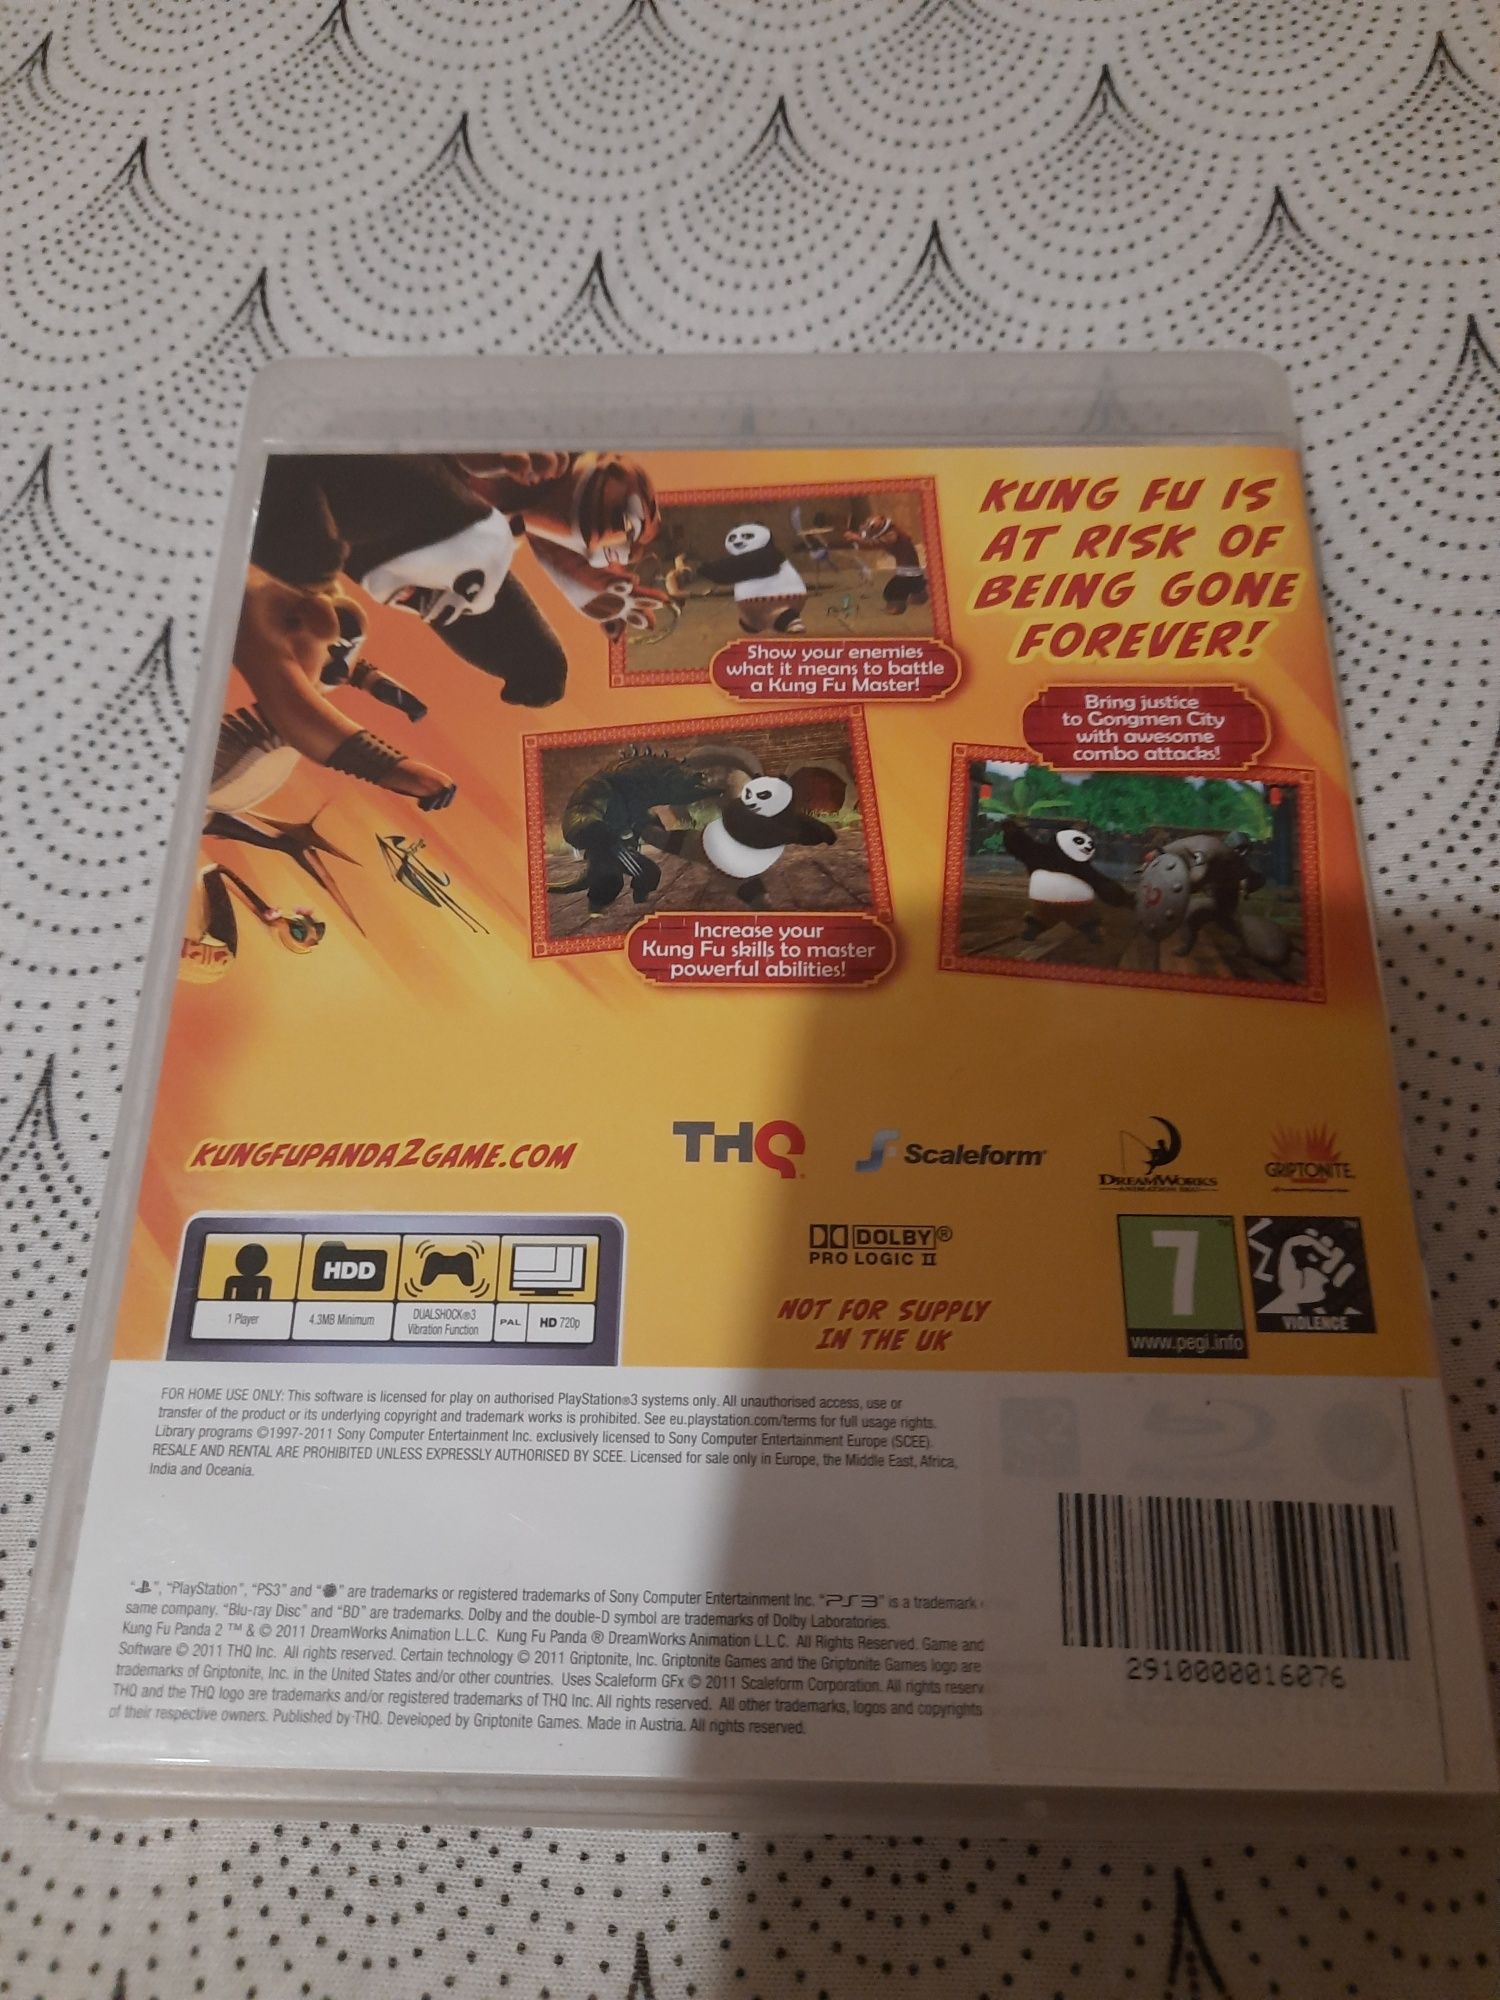 KUNG FU IS
AT RISK OF
BEING GONE
FOREVER!
Show your enemies
what it means to battle
a Kung Fu Master!
Bring justice
to Gongmen City
with awesome
combo attacks!
Increase your
Kung Fu skills to master
powerful abilities!
KUNGFUPANDA2GAME.COM
THQ
Scaleform
DREAMWORKS
GRIPTONITE
HDD
1 Player
4.3MB Minimum
DUALSHOCK®3
Vibration Function
PAL
HD 720p
DOLBY®
PRO LOGIC II
NOT FOR SUPPLY
IN THE UK
7
www.pegi.info
VIOLENCE
FOR HOME USE ONLY: This software is licensed for play on authorised PlayStation®3 systems only. All unauthorised access, use or
transfer of the product or its underlying copyright and trademark works is prohibited. See eu.playstation.com/terms for full usage rights.
Library programs ©1997-2011 Sony Computer Entertainment Inc. exclusively licensed to Sony Computer Entertainment Europe (SCEE).
RESALE AND RENTAL ARE PROHIBITED UNLESS EXPRESSLY AUTHORISED BY SCEE. Licensed for sale only in Europe, the Middle East, Africa,
India and Oceania.
"", "PlayStation", "PS3" and "" are trademarks or registered trademarks of Sony Computer Entertainment Inc. "PS3" is a trademark
same company. "Blu-ray Disc" and "BD" are trademarks. Dolby and the double-D symbol are trademarks of Dolby Laboratories.
Kung Fu Panda 2 ™ & © 2011 DreamWorks Animation L.L.C. Kung Fu Panda ® DreamWorks Animation L.L.C. All Rights Reserved. Game and
Software © 2011 THQ Inc. All rights reserved. Certain technology © 2011 Griptonite, Inc. Griptonite Games and the Griptonite Games logo are
trademarks of Griptonite, Inc. in the United States and/or other countries. Uses Scaleform GFx © 2011 Scaleform Corporation. All rights reserv
THQ and the THQ logo are trademarks and/or registered trademarks of THQ Inc. All rights reserved. All other trademarks, logos and copyrights
of their respective owners. Published by THQ. Developed by Griptonite Games. Made in Austria. All rights reserved.
2910000016076